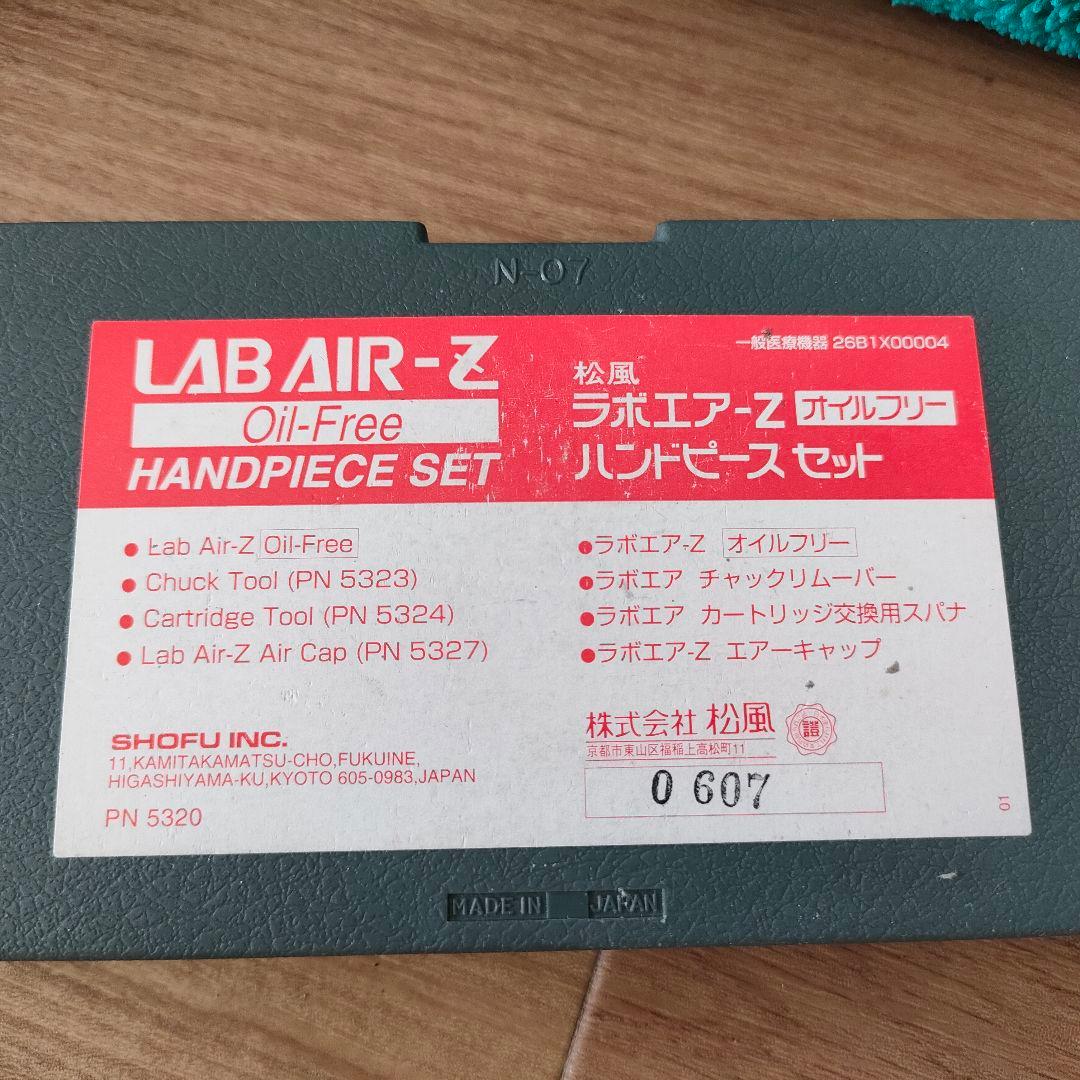 N-07
LAB AIR-Z
Oil-Free
HANDPIECE SET
一般医療機器 26B1X00004
松風
ラボエア-Z オイルフリー
ハンドピース セット
● Lab Air-Z Oil-Free
● Chuck Tool (PN 5323)
● Cartridge Tool (PN 5324)
● Lab Air-Z Air Cap (PN 5327)
●ラボエア-Z オイルフリー
●ラボエア チャックリムーバー
●ラボエア カートリッジ交換用スパナ
●ラボエア-Z エアーキャップ
SHOFU INC.
11,KAMITAKAMATSU-CHO,FUKUINE,
HIGASHIYAMA-KU,KYOTO 605-0983,JAPAN
PN 5320
株式会社 松風
證
京都市東山区福稲上高松町11
0 607
01
MADE IN JAPAN